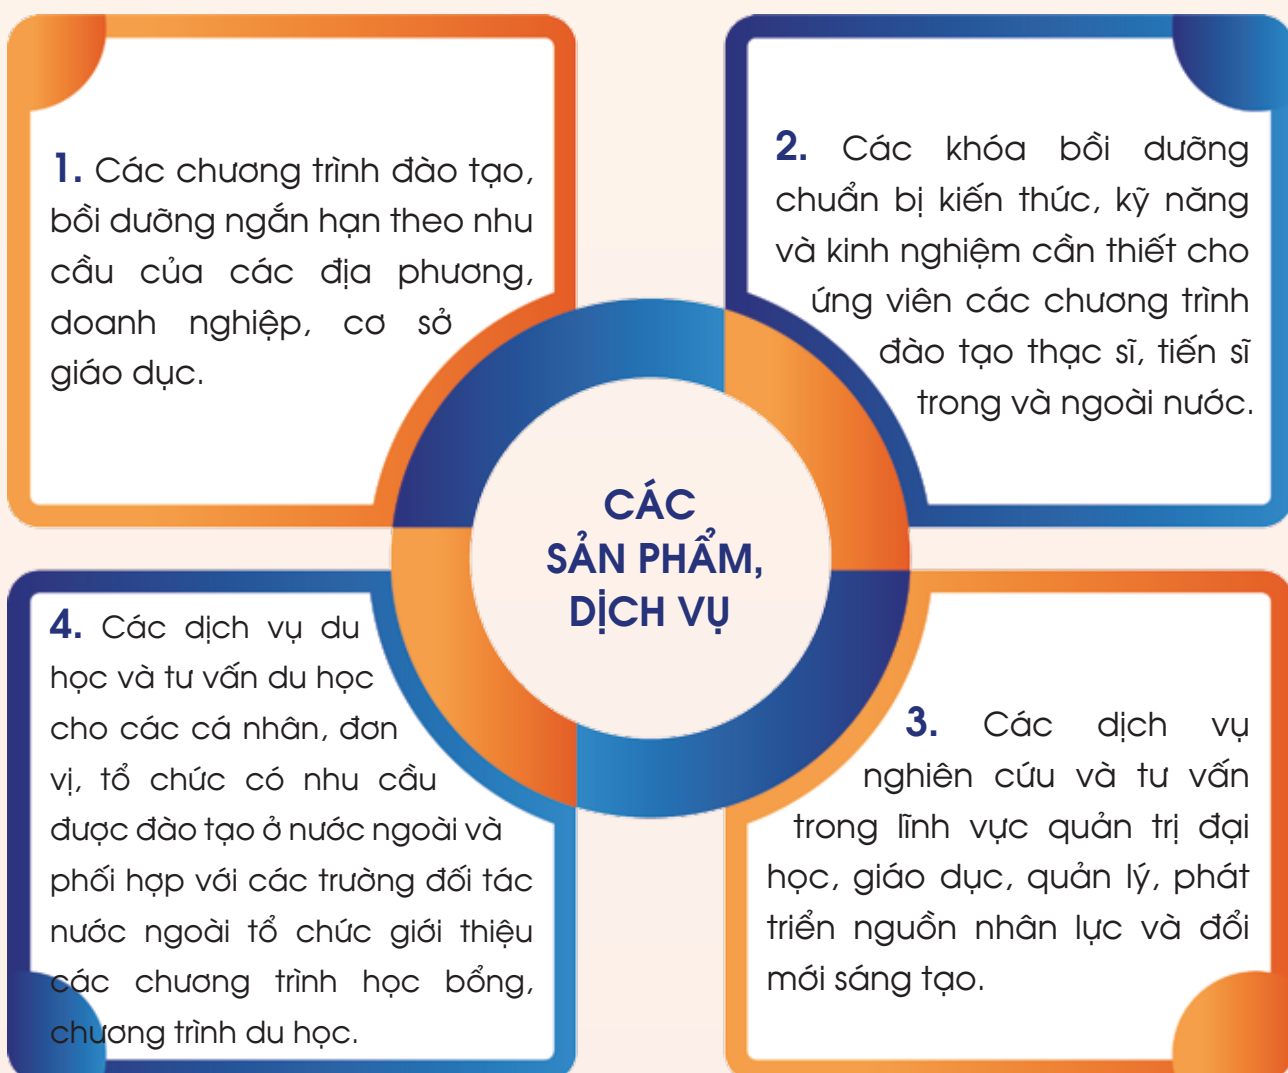 1. Các chương trình đào tạo,
bồi dưỡng ngắn hạn theo nhu
cầu của các địa phương,
doanh nghiệp, cơ sở
giáo dục.
2. Các khóa bồi dưỡng
chuẩn bị kiến thức, kỹ năng
và kinh nghiệm cần thiết cho
ứng viên các chương trình
đào tạo thạc sĩ, tiến sĩ
trong và ngoài nước.
CÁC
SẢN PHẨM,
DỊCH VỤ
4. Các dịch vụ du
học và tư vấn du học
cho các cá nhân, đơn
vị, tổ chức có nhu cầu
được đào tạo ở nước ngoài và
phối hợp với các trường đối tác
nước ngoài tổ chức giới thiệu
các chương trình học bổng,
chương trình du học.
3. Các dịch vụ
nghiên cứu và tư vấn
trong lĩnh vực quản trị đại
học, giáo dục, quản lý, phát
triển nguồn nhân lực và đổi
mới sáng tạo.